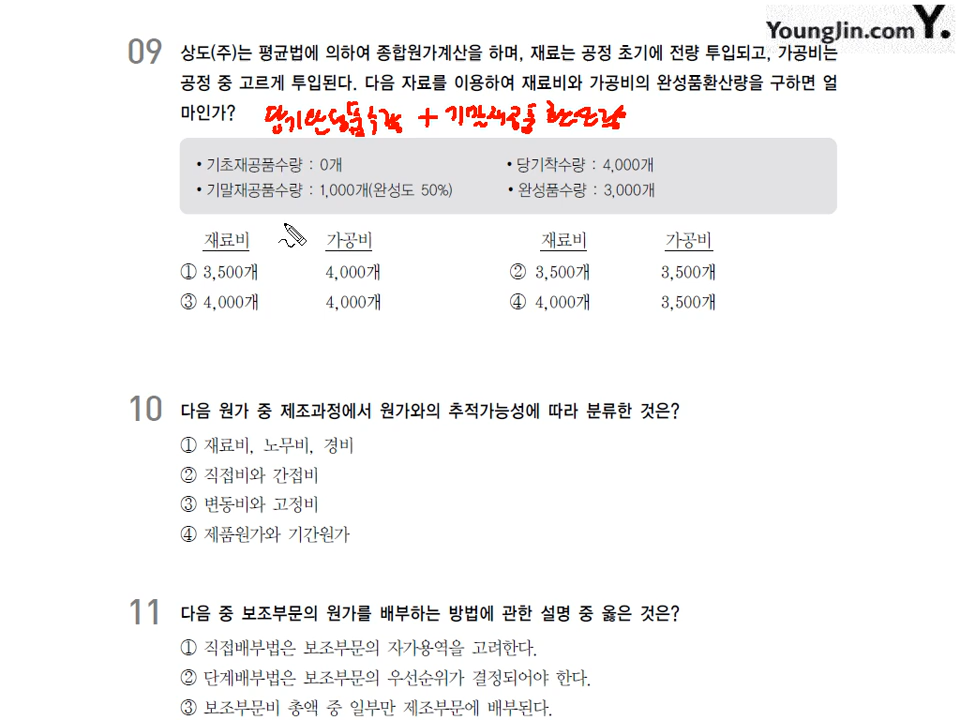 YoungJin.com Y.
09 상도(주)는 평균법에 의하여 종합원가계산을 하며, 재료는 공정 초기에 전량 투입되고, 가공비는
공정 중 고르게 투입된다. 다음 자료를 이용하여 재료비와 가공비의 완성품환산량을 구하면 얼
마인가?
당기완성품수량 + 기말재공품 환산량
• 기초재공품수량 : 0개 • 당기착수량 : 4,000개
• 기말재공품수량 : 1,000개(완성도 50%) • 완성품수량 : 3,000개
재료비 가공비 재료비 가공비
① 3,500개 4,000개 ② 3,500개 3,500개
③ 4,000개 4,000개 ④ 4,000개 3,500개
10 다음 원가 중 제조과정에서 원가와의 추적가능성에 따라 분류한 것은?
① 재료비, 노무비, 경비
② 직접비와 간접비
③ 변동비와 고정비
④ 제품원가와 기간원가
11 다음 중 보조부문의 원가를 배부하는 방법에 관한 설명 중 옳은 것은?
① 직접배부법은 보조부문의 자가용역을 고려한다.
② 단계배부법은 보조부문의 우선순위가 결정되어야 한다.
③ 보조부문비 총액 중 일부만 제조부문에 배부된다.